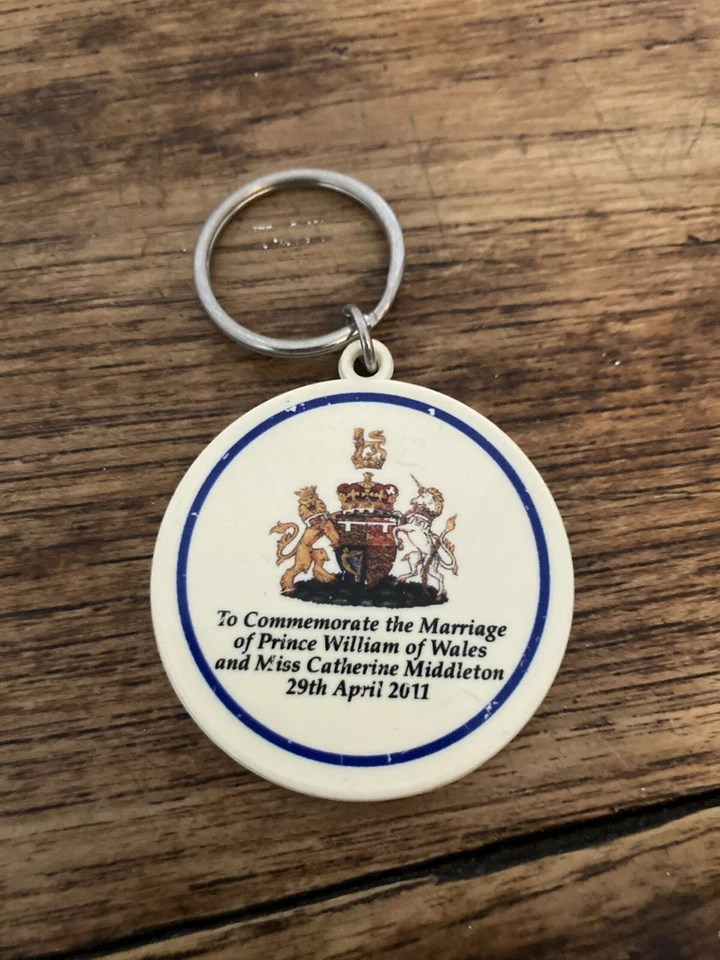 To Commemorate the Marriage
of Prince William of Wales
and Miss Catherine Middleton
29th April 2011